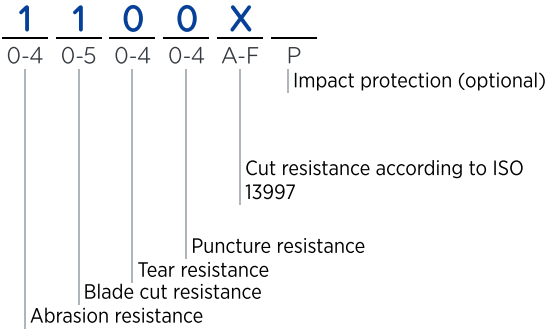 1 1 0 0 X
0-4 0-5 0-4 0-4 A-F P
Impact protection (optional)
Cut resistance according to ISO
13997
Puncture resistance
Tear resistance
Blade cut resistance
Abrasion resistance